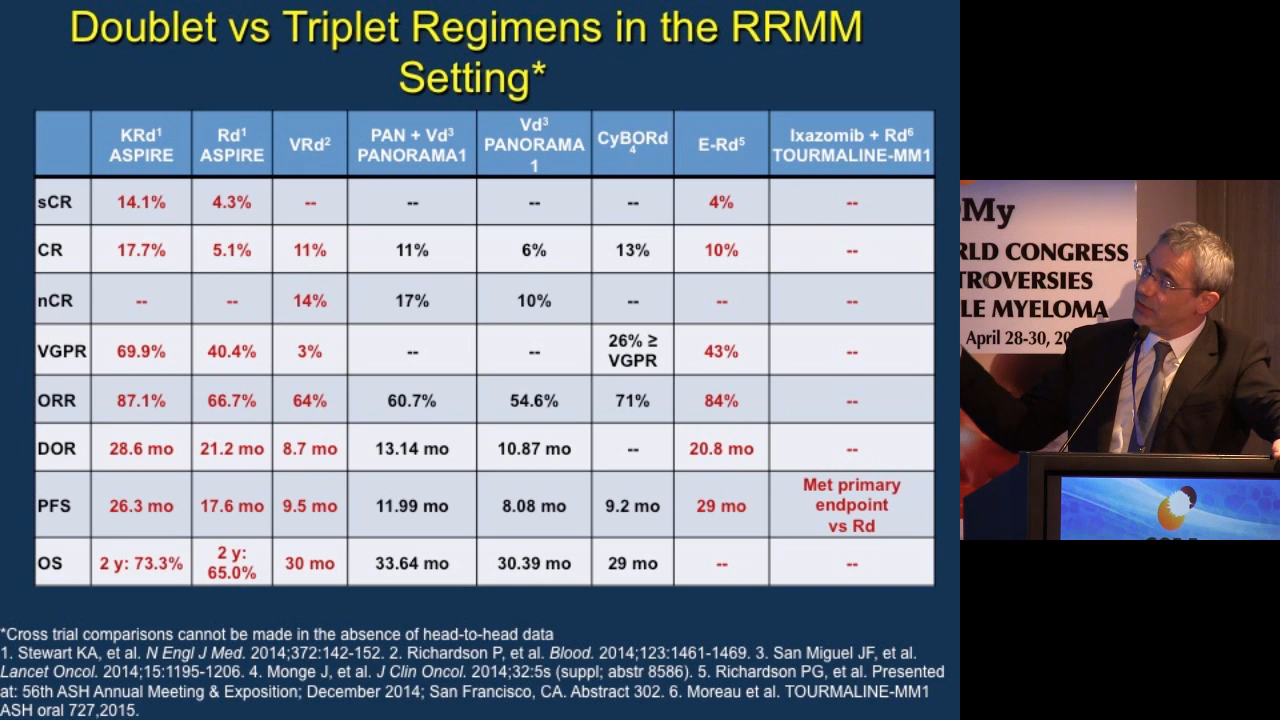 Doublet vs Triplet Regimens in the RRMM
Setting*
KRd1 ASPIRE Rd1 ASPIRE VRd2 PAN + Vd3 PANORAMA1 Vd3 PANORAMA 1 CyBORd 4 E-Rd5 Ixazomib + Rd6 TOURMALINE-MM1
sCR 14.1% 4.3% -- -- -- -- 4% --
CR 17.7% 5.1% 11% 11% 6% 13% 10% --
nCR -- -- 14% 17% 10% -- -- --
VGPR 69.9% 40.4% 3% -- -- 26% ≥ VGPR 43% --
ORR 87.1% 66.7% 64% 60.7% 54.6% 71% 84% --
DOR 28.6 mo 21.2 mo 8.7 mo 13.14 mo 10.87 mo -- 20.8 mo --
PFS 26.3 mo 17.6 mo 9.5 mo 11.99 mo 8.08 mo 9.2 mo 29 mo Met primary endpoint vs Rd
OS 2 y: 73.3% 2 y: 65.0% 30 mo 33.64 mo 30.39 mo 29 mo -- --
*Cross trial comparisons cannot be made in the absence of head-to-head data
1. Stewart KA, et al. N Engl J Med. 2014;372:142-152. 2. Richardson P, et al. Blood. 2014;123:1461-1469. 3. San Miguel JF, et al.
Lancet Oncol. 2014;15:1195-1206. 4. Monge J, et al. J Clin Oncol. 2014;32:5s (suppl; abstr 8586). 5. Richardson PG, et al. Presented
at: 56th ASH Annual Meeting & Exposition; December 2014; San Francisco, CA. Abstract 302. 6. Moreau et al. TOURMALINE-MM1
ASH oral 727,2015.
My
RLD CONGRESS
TROVERSIES
LE MYELOMA
April 28-30, 20